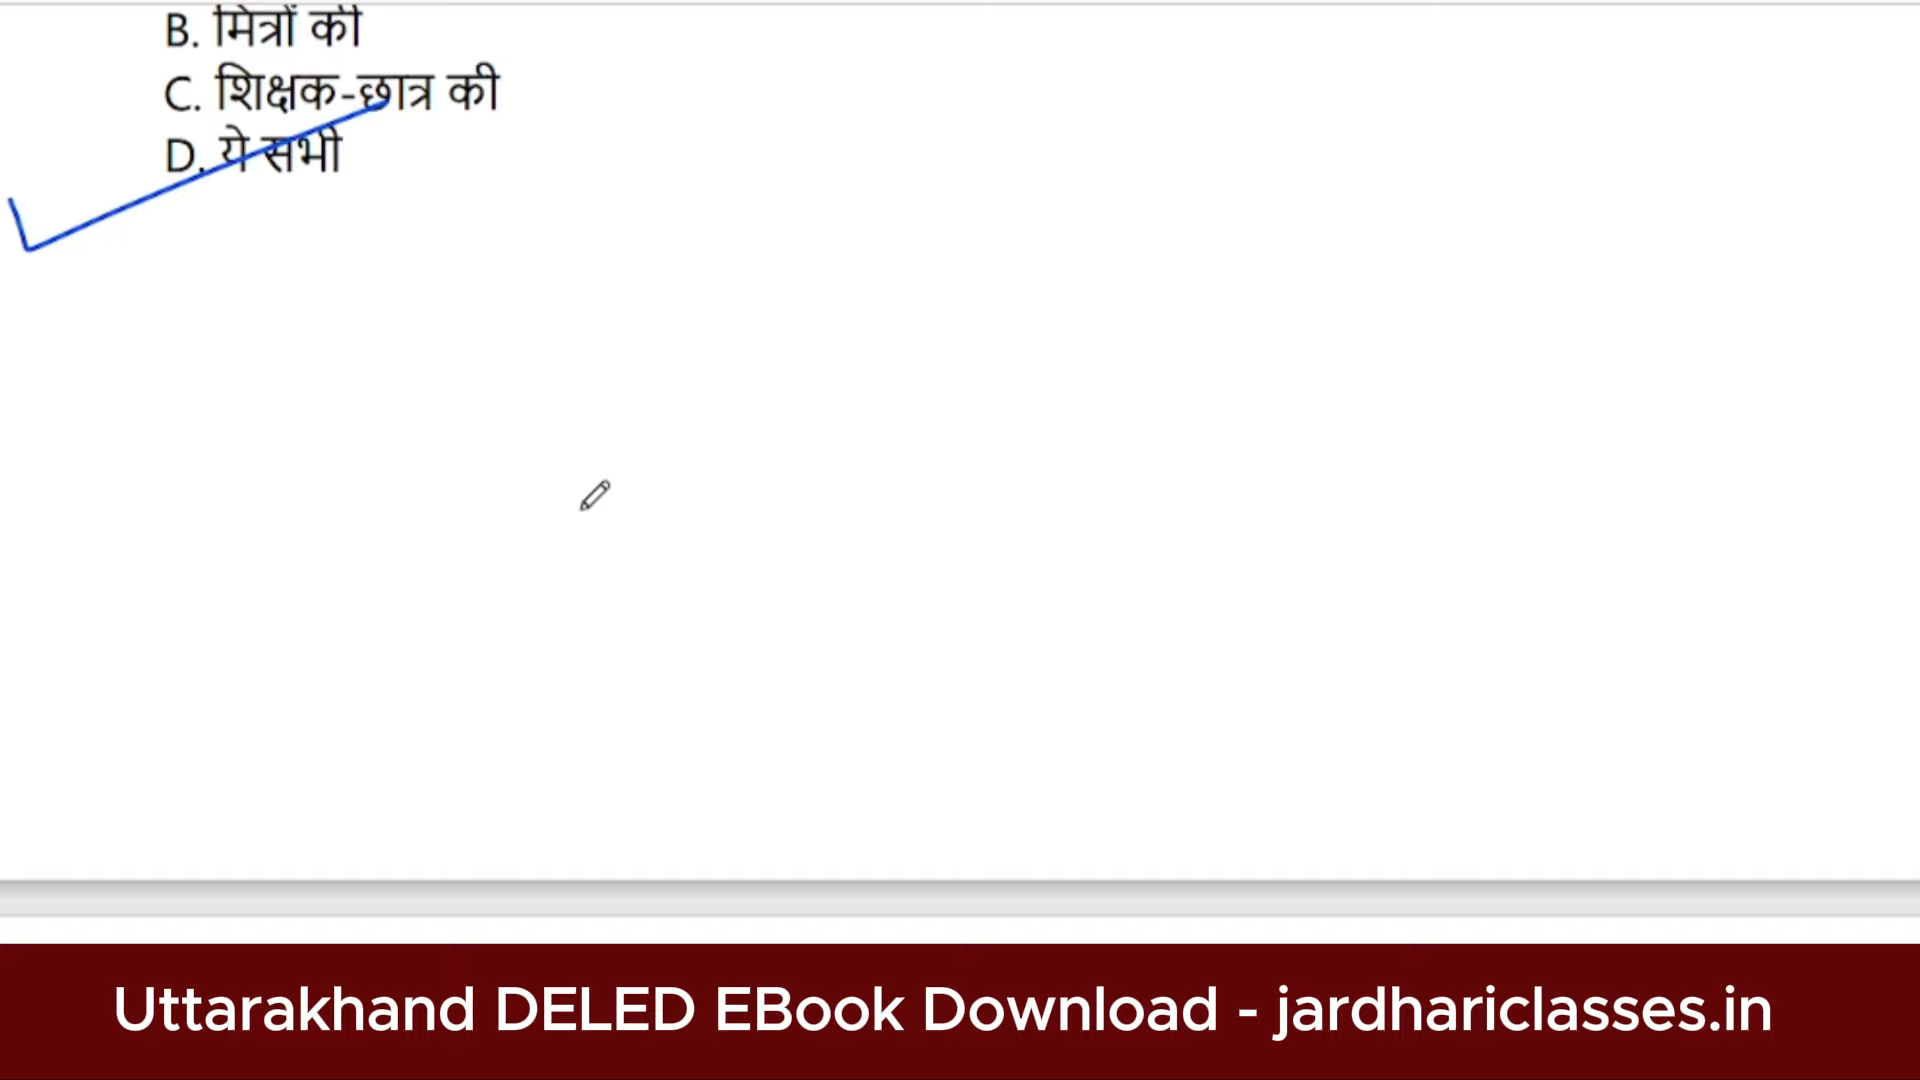 B. मित्रों की
C. शिक्षक-छात्र की
D. ये सभी
Uttarakhand DELED EBook Download - jardhariclasses.in